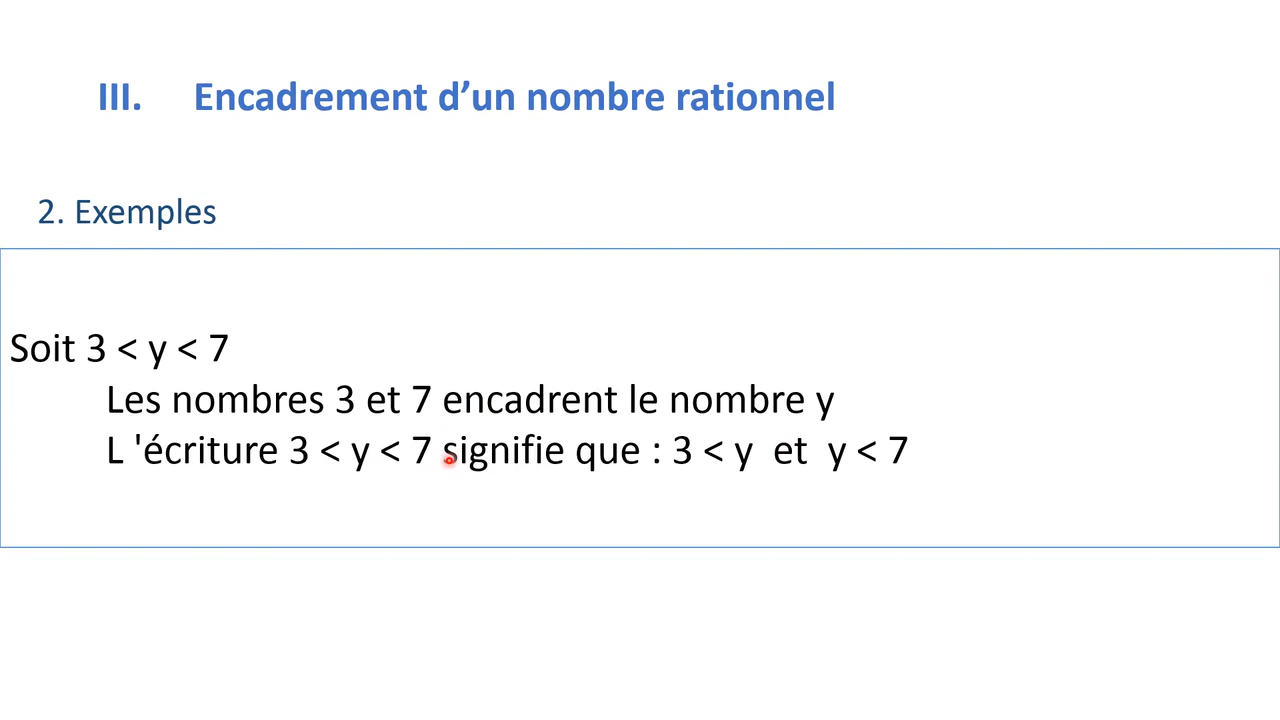 III. Encadrement d’un nombre rationnel
2. Exemples
Soit 3 < y < 7
Les nombres 3 et 7 encadrent le nombre y
L 'écriture 3 < y < 7 signifie que : 3 < y et y < 7